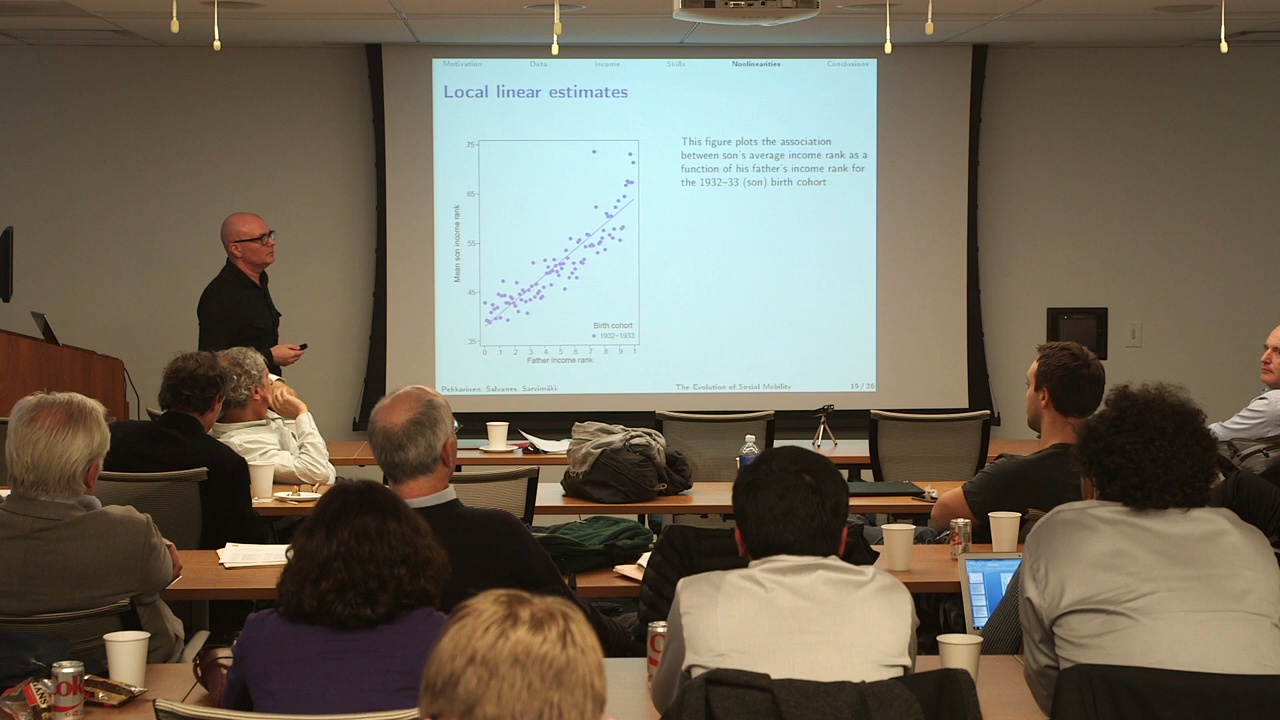 Motivation Data Income Skills Nonlinearities Conclusions
Local linear estimates
This figure plots the association
between son's average income rank as a
function of his father's income rank for
the 1932–33 (son) birth cohort
Mean son income rank
.75
.65
.55
.45
.35
Birth cohort
1932–1933
0 .1 .2 .3 .4 .5 .6 .7 .8 .9 1
Father income rank
Pekkarinen, Salvanes, Sarvimäki The Evolution of Social Mobility 19 / 26